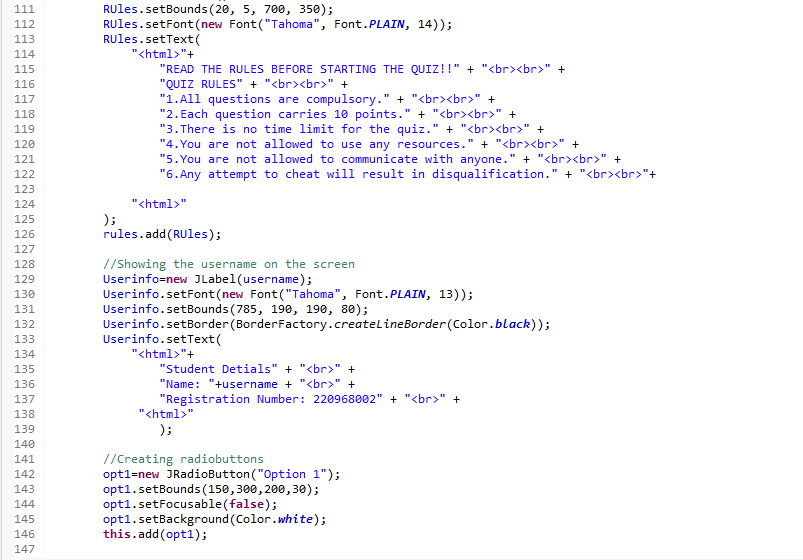 111 RUles.setBounds(20, 5, 700, 350);
112 RUles.setFont(new Font("Tahoma", Font.PLAIN, 14));
113 RUles.setText(
114 "<html>"+
115 "READ THE RULES BEFORE STARTING THE QUIZ!!" + "<br><br>" +
116 "QUIZ RULES" + "<br><br>" +
117 "1.All questions are compulsory." + "<br><br>" +
118 "2.Each question carries 10 points." + "<br><br>" +
119 "3.There is no time limit for the quiz." + "<br><br>" +
120 "4.You are not allowed to use any resources." + "<br><br>" +
121 "5.You are not allowed to communicate with anyone." + "<br><br>" +
122 "6.Any attempt to cheat will result in disqualification." + "<br><br>"+
123
124 "<html>"
125 );
126 rules.add(RUles);
127
128 //Showing the username on the screen
129 Userinfo=new JLabel(username);
130 Userinfo.setFont(new Font("Tahoma", Font.PLAIN, 13));
131 Userinfo.setBounds(785, 190, 190, 80);
132 Userinfo.setBorder(BorderFactory.createLineBorder(Color.black));
133 Userinfo.setText(
134 "<html>"+
135 "Student Detials" + "<br>" +
136 "Name: "+username + "<br>" +
137 "Registration Number: 220968002" + "<br>" +
138 "<html>"
139 );
140
141 //Creating radiobuttons
142 opt1=new JRadioButton("Option 1");
143 opt1.setBounds(150,300,200,30);
144 opt1.setFocusable(false);
145 opt1.setBackground(Color.white);
146 this.add(opt1);
147